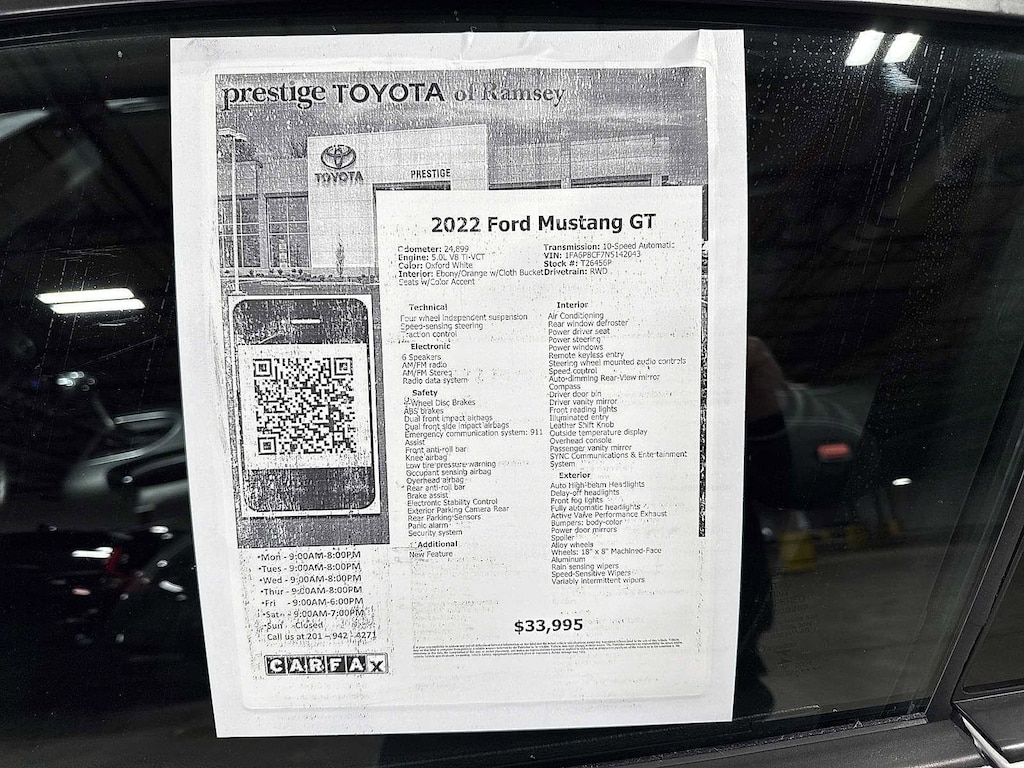 prestige TOYOTA of Ramsey
TOYOTA
PRESTIGE
2022 Ford Mustang GT
Odometer: 24,899
Engine: 5.0L V8 Ti-VCT
Color: Oxford White
Interior: Ebony/Orange w/Cloth Bucket
Seats w/Color Accent
Transmission: 10-Speed Automatic
VIN: 1FA6P8CF7N5142043
Stock #: T26456P
Drivetrain: RWD
Technical
Four wheel independent suspension
Speed-sensing steering
Traction control
Electronic
6 Speakers
AM/FM radio
AM/FM Stereo
Radio data system
Safety
4-Wheel Disc Brakes
ABS brakes
Dual front impact airbags
Dual front side impact airbags
Emergency communication system: 911
Assist
Front anti-roll bar
Knee airbag
Low tire pressure warning
Occupant sensing airbag
Overhead airbag
Rear anti-roll bar
Brake assist
Electronic Stability Control
Exterior Parking Camera Rear
Rear Parking Sensors
Panic alarm
Security system
Additional
New Feature
Interior
Air Conditioning
Rear window defroster
Power driver seat
Power steering
Power windows
Remote keyless entry
Steering wheel mounted audio controls
Speed control
Auto-dimming Rear-View mirror
Compass
Driver door bin
Driver vanity mirror
Front reading lights
Illuminated entry
Leather Shift Knob
Outside temperature display
Overhead console
Passenger vanity mirror
SYNC Communications & Entertainment
System
Exterior
Auto High-beam Headlights
Delay-off headlights
Front fog lights
Fully automatic headlights
Active Valve Performance Exhaust
Bumpers: body-color
Power door mirrors
Spoiler
Alloy wheels
Wheels: 18" x 8" Machined-Face
Aluminum
Rain sensing wipers
Speed-Sensitive Wipers
Variably intermittent wipers
•Mon - 9:00AM-8:00PM
•Tues - 9:00AM-8:00PM
•Wed - 9:00AM-8:00PM
•Thur - 9:00AM-8:00PM
•Fri - 9:00AM-6:00PM
•Sat - 9:00AM-7:00PM
•Sun - Closed
Call us at 201 - 942 - 4271
CARFAX
$33,995